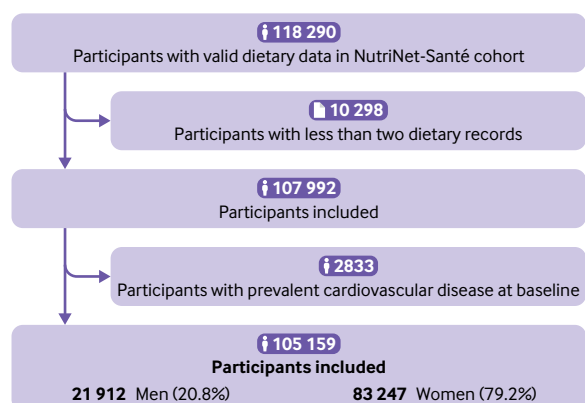 118 290
Participants with valid dietary data in NutriNet-Santé cohort
10 298
Participants with less than two dietary records
107 992
Participants included
2833
Participants with prevalent cardiovascular disease at baseline
105 159
Participants included
21 912 Men (20.8%) 83 247 Women (79.2%)